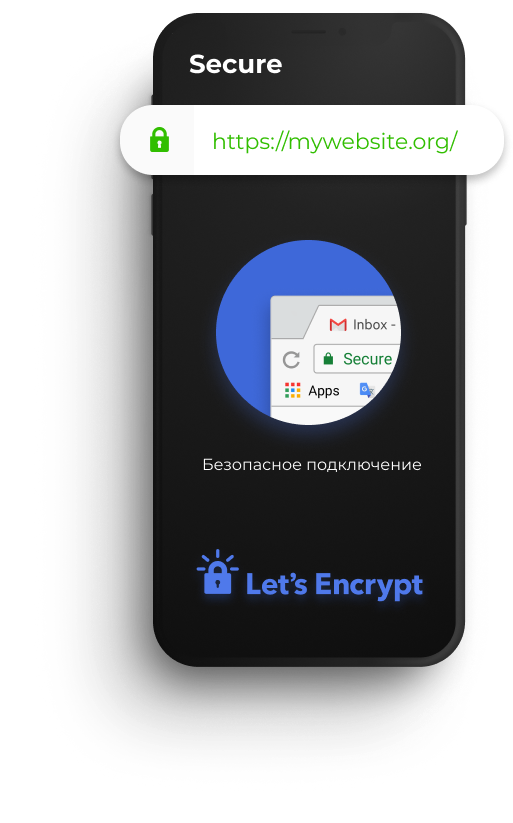 Secure
https://mywebsite.org/
Inbox -
Secure
Apps
Безопасное подключение
Let's Encrypt